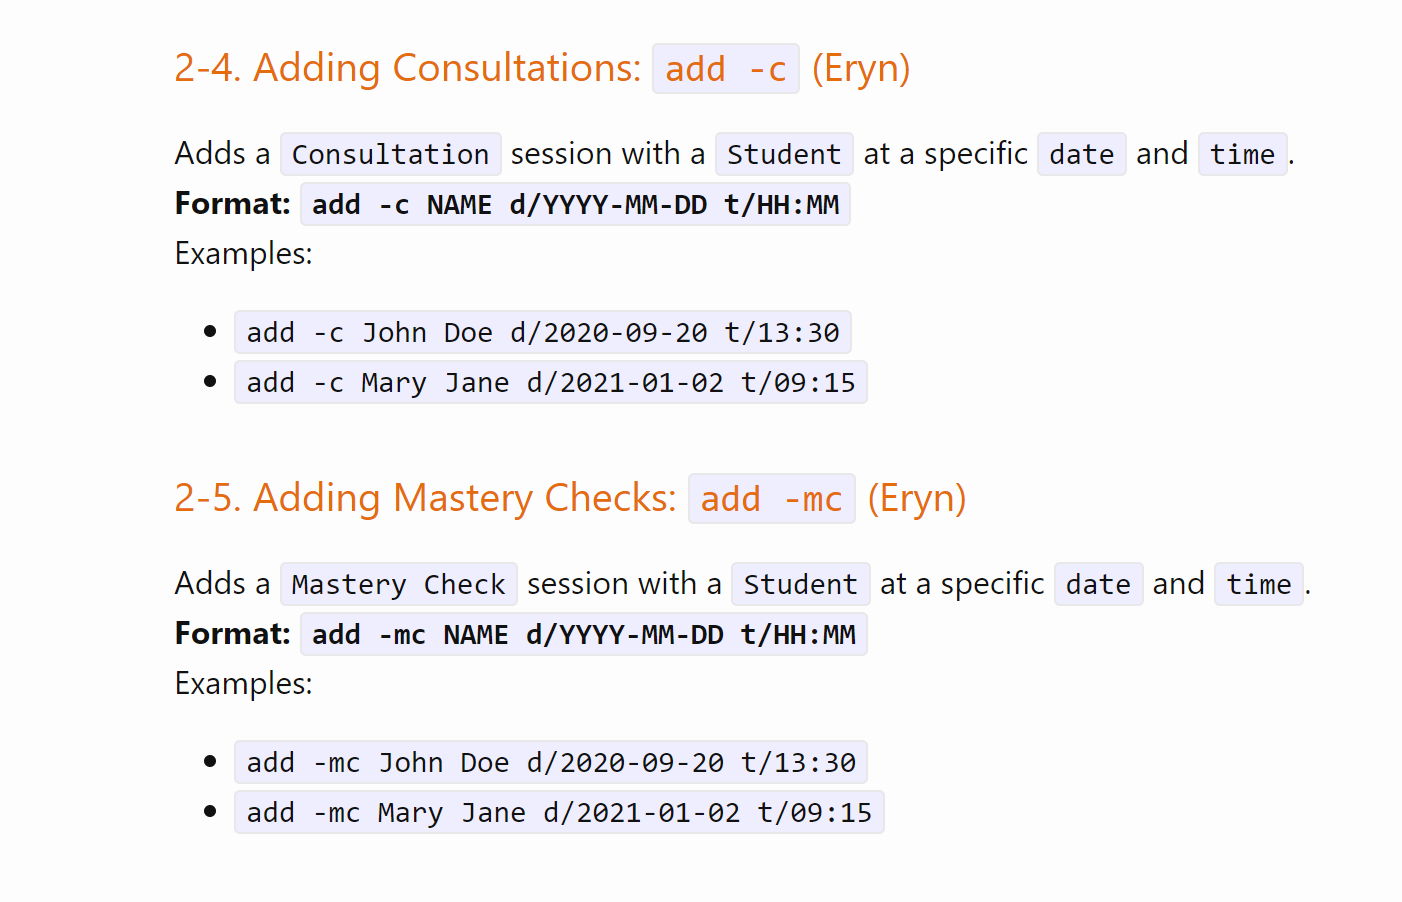 2-4. Adding Consultations: add -c (Eryn)
Adds a Consultation session with a Student at a specific date and time.
Format: add -c NAME d/YYYY-MM-DD t/HH:MM
Examples:
add -c John Doe d/2020-09-20 t/13:30
add -c Mary Jane d/2021-01-02 t/09:15
2-5. Adding Mastery Checks: add -mc (Eryn)
Adds a Mastery Check session with a Student at a specific date and time.
Format: add -mc NAME d/YYYY-MM-DD t/HH:MM
Examples:
add -mc John Doe d/2020-09-20 t/13:30
add -mc Mary Jane d/2021-01-02 t/09:15